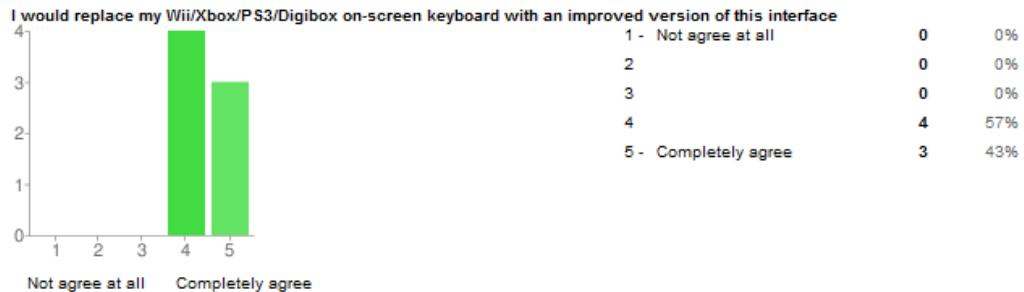 I would replace my Wii/Xbox/PS3/Digibox on-screen keyboard with an improved version of this interface
4
3
2
1
0
1 2 3 4 5
Not agree at all Completely agree
1 - Not agree at all 0 0%
2 0 0%
3 0 0%
4 4 57%
5 - Completely agree 3 43%